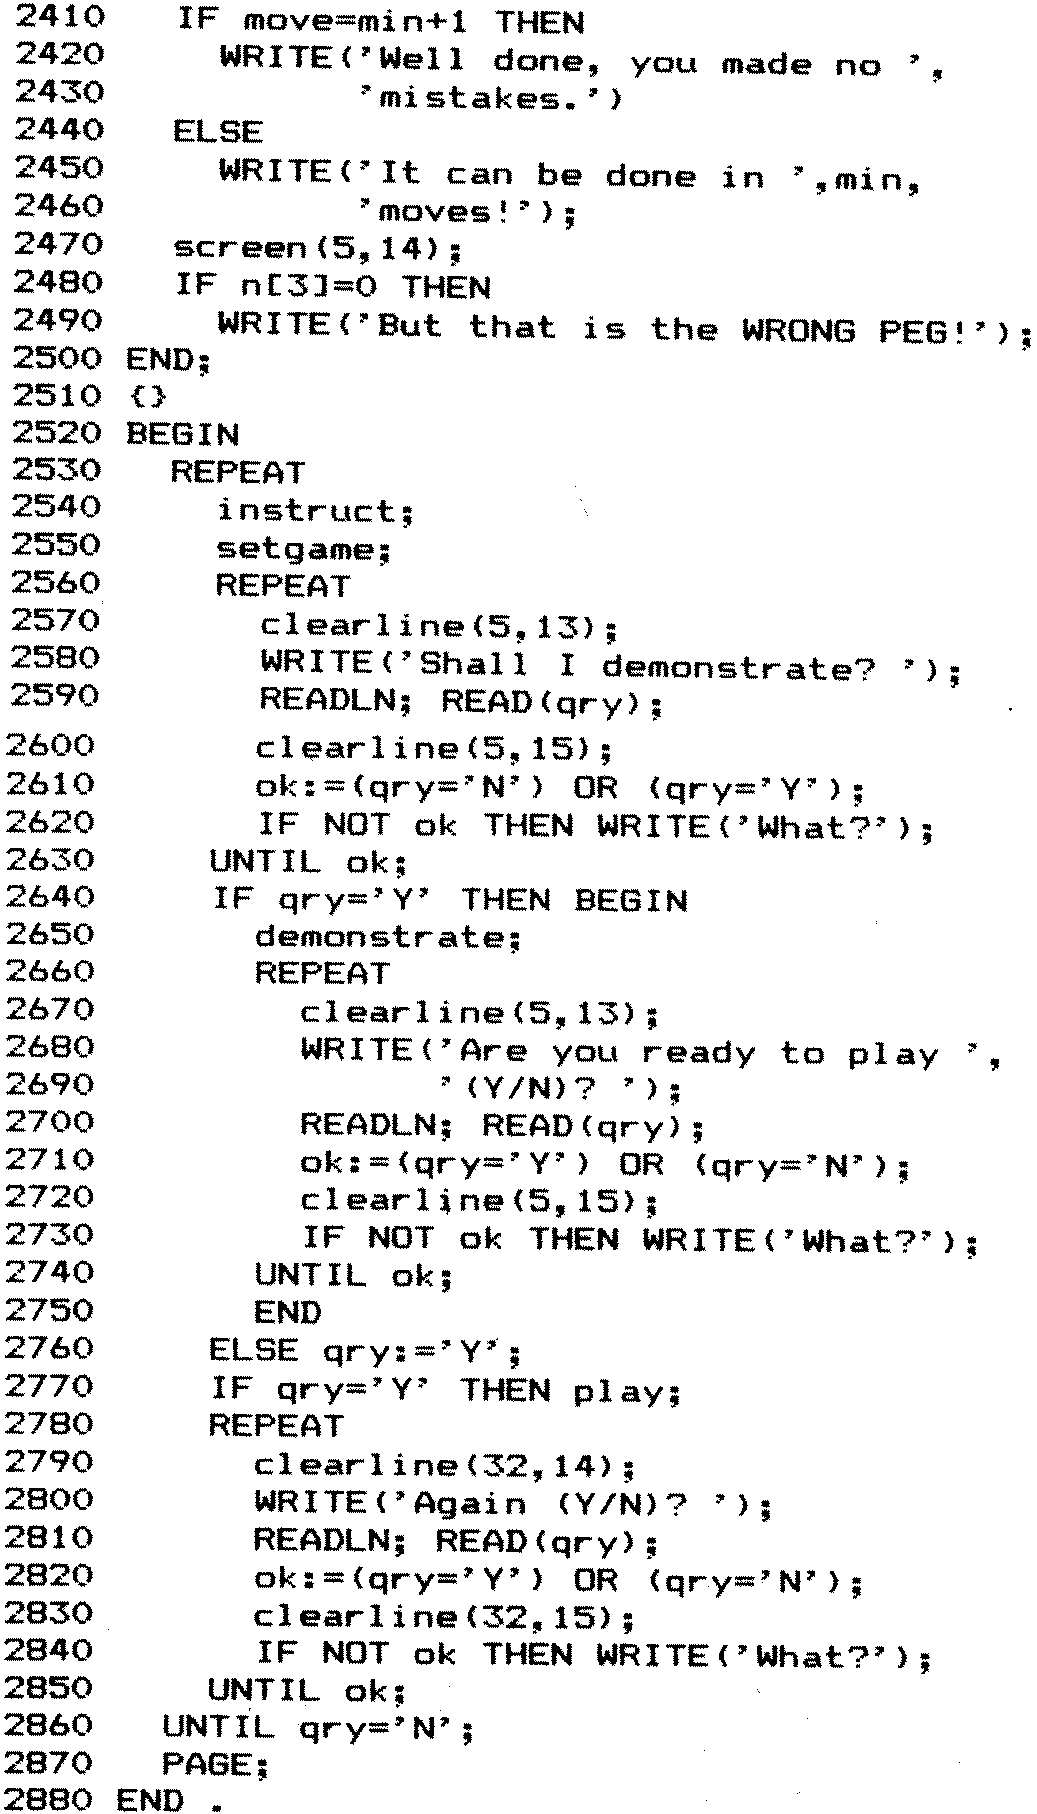 2410   IF move=min+1 THEN
2420     WRITE('Well done, you made no ',
2430           'mistakes.')
2440   ELSE
2450     WRITE('It can be done in ',min,
2460           'moves!');
2470   screen(5,14);
2480   IF n[3]=0 THEN
2490     WRITE('But that is the WRONG PEG!');
2500 END;
2510 {}
2520 BEGIN
2530   REPEAT
2540     instruct;
2550     setgame;
2560     REPEAT
2570       clearline(5,13);
2580       WRITE('Shall I demonstrate? ');
2590       READLN; READ(qry);
2600       clearline(5,15);
2610       ok:=(qry='N') OR (qry='Y');
2620       IF NOT ok THEN WRITE('What?');
2630     UNTIL ok;
2640     IF qry='Y' THEN BEGIN
2650       demonstrate;
2660       REPEAT
2670         clearline(5,13);
2680         WRITE('Are you ready to play ',
2690               '(Y/N)? ');
2700         READLN; READ(qry);
2710         ok:=(qry='Y') OR (qry='N');
2720         clearline(5,15);
2730         IF NOT ok THEN WRITE('What?');
2740       UNTIL ok;
2750       END
2760     ELSE qry:='Y';
2770     IF qry='Y' THEN play;
2780     REPEAT
2790       clearline(32,14);
2800       WRITE('Again (Y/N)? ');
2810       READLN; READ(qry);
2820       ok:=(qry='Y') OR (qry='N');
2830       clearline(32,15);
2840       IF NOT ok THEN WRITE('What?');
2850     UNTIL ok;
2860   UNTIL qry='N';
2870   PAGE;
2880 END .